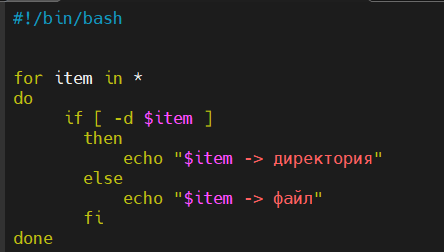 #!/bin/bash
for item in *
do
if [ -d $item ]
then
echo "$item -> директория"
else
echo "$item -> файл"
fi
done